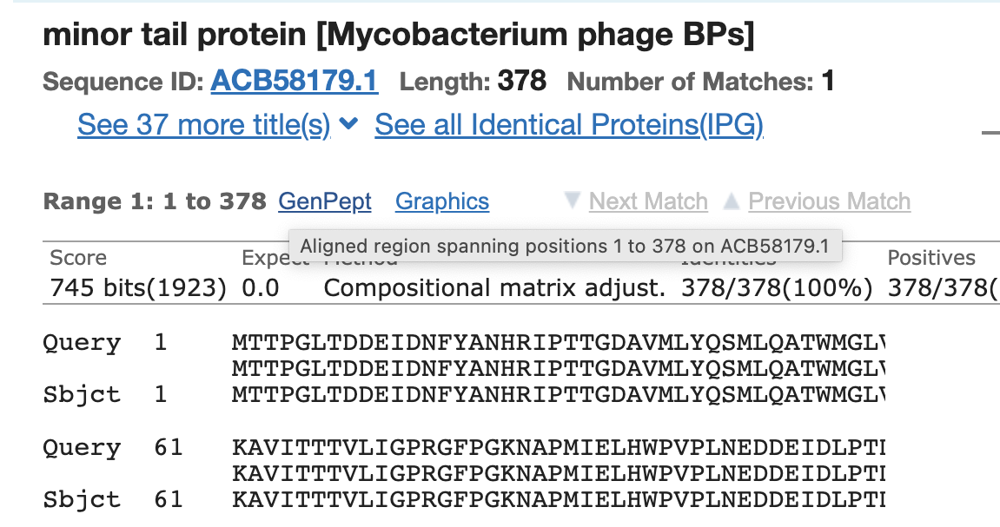 minor tail protein [Mycobacterium phage BPs]
Sequence ID: ACB58179.1 Length: 378 Number of Matches: 1
See 37 more title(s) See all Identical Proteins(IPG)
Range 1: 1 to 378 GenPept Graphics Next Match Previous Match
Aligned region spanning positions 1 to 378 on ACB58179.1
Score Expect Method Identities Positives
745 bits(1923) 0.0 Compositional matrix adjust. 378/378(100%) 378/378(
Query 1 MTTPGLTDDEIDNFYANHRIPTTGDAVMLYQSMLQATWMGLV
MTTPGLTDDEIDNFYANHRIPTTGDAVMLYQSMLQATWMGLV
Sbjct 1 MTTPGLTDDEIDNFYANHRIPTTGDAVMLYQSMLQATWMGLV
Query 61 KAVITTTVLIGPRGFPGKNAPMIELHWPVPLNEDDEIDLPTI
KAVITTTVLIGPRGFPGKNAPMIELHWPVPLNEDDEIDLPTI
Sbjct 61 KAVITTTVLIGPRGFPGKNAPMIELHWPVPLNEDDEIDLPTI